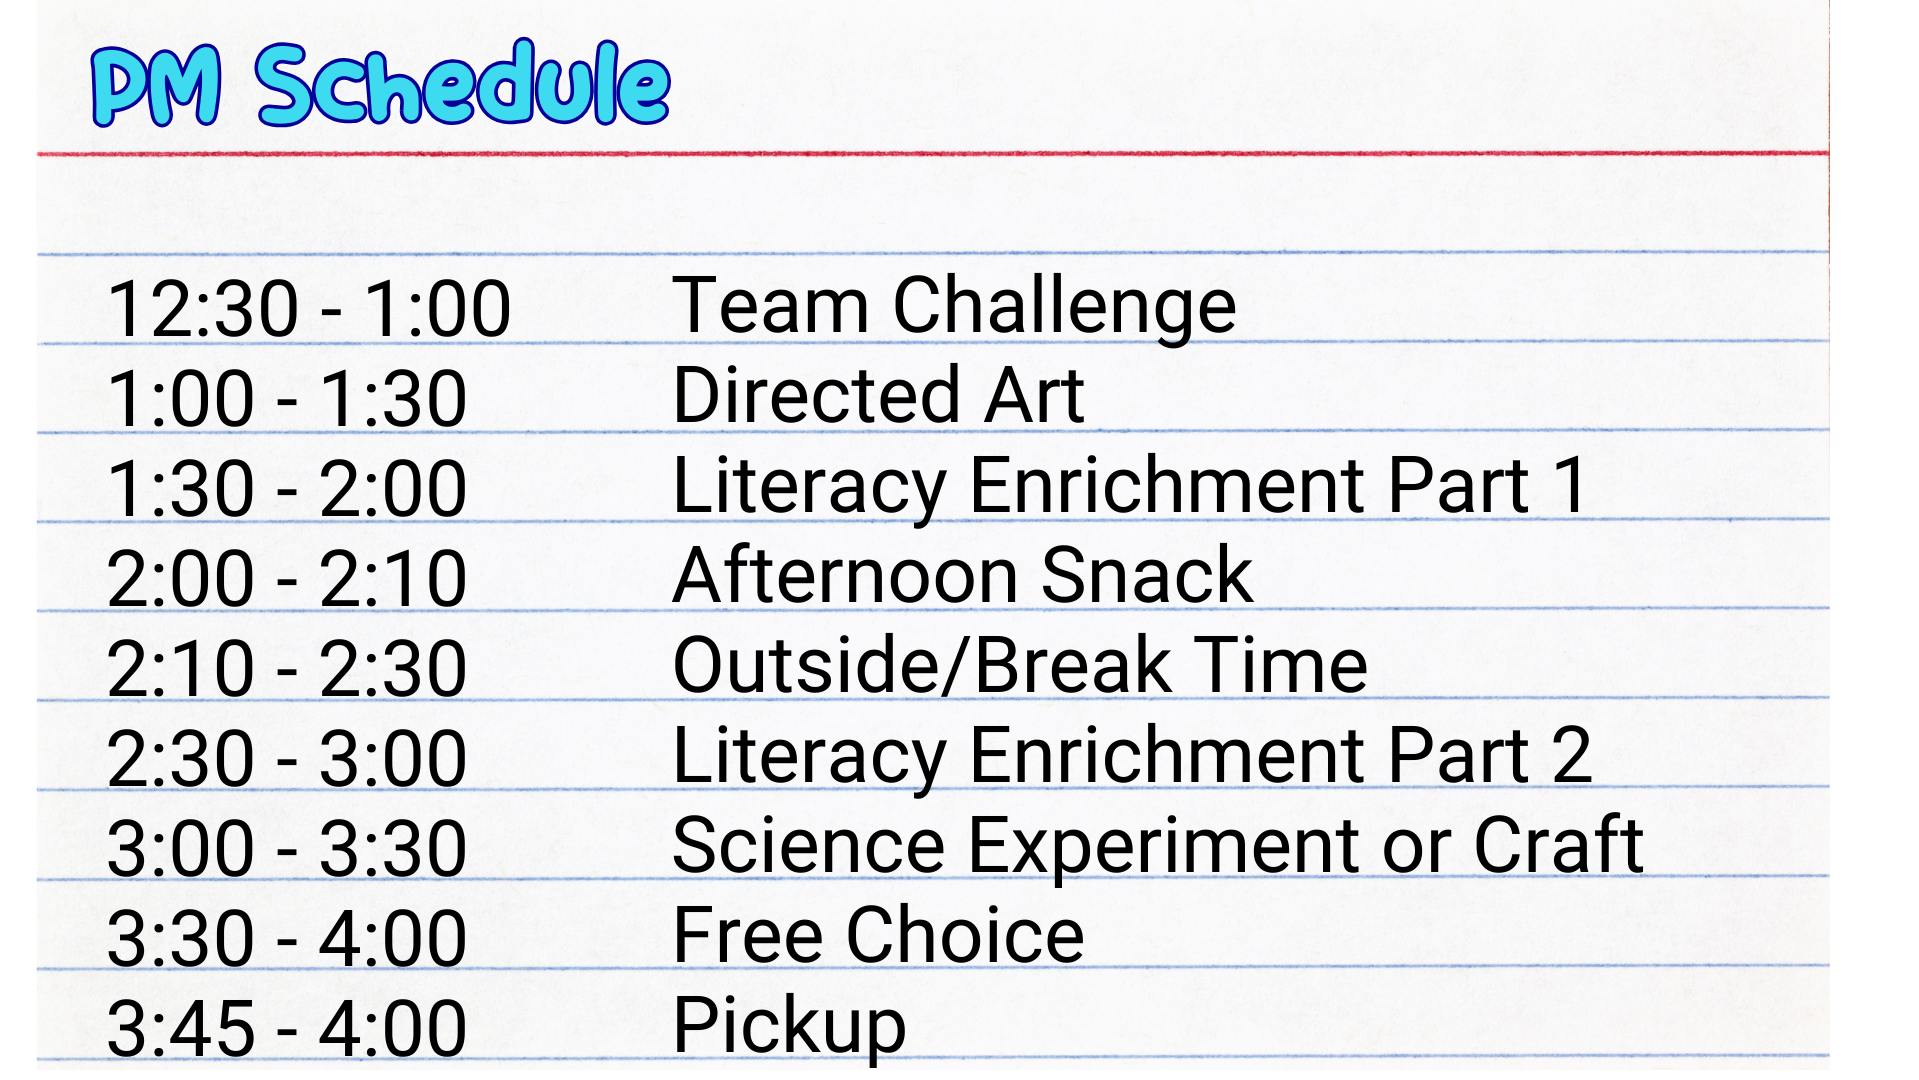 PM Schedule
12:30 - 1:00 Team Challenge
1:00 - 1:30 Directed Art
1:30 - 2:00 Literacy Enrichment Part 1
2:00 - 2:10 Afternoon Snack
2:10 - 2:30 Outside/Break Time
2:30 - 3:00 Literacy Enrichment Part 2
3:00 - 3:30 Science Experiment or Craft
3:30 - 4:00 Free Choice
3:45 - 4:00 Pickup